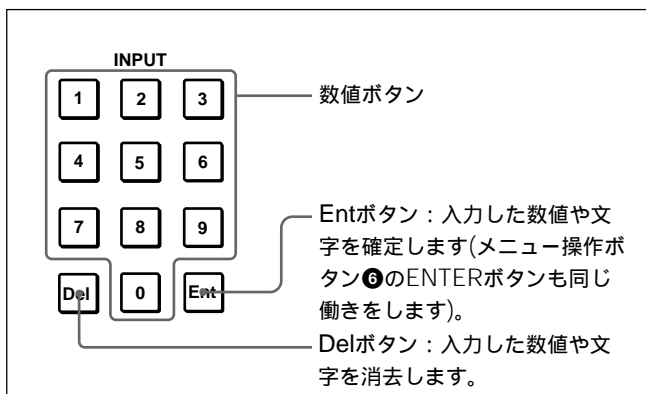 INPUT
1 2 3
数値ボタン
4 5 6
7 8 9
Entボタン：入力した数値や文
字を確定します(メニュー操作ボ
タン❻のENTERボタンも同じ
働きをします)。
Del 0 Ent
Delボタン：入力した数値や文
字を消去します。